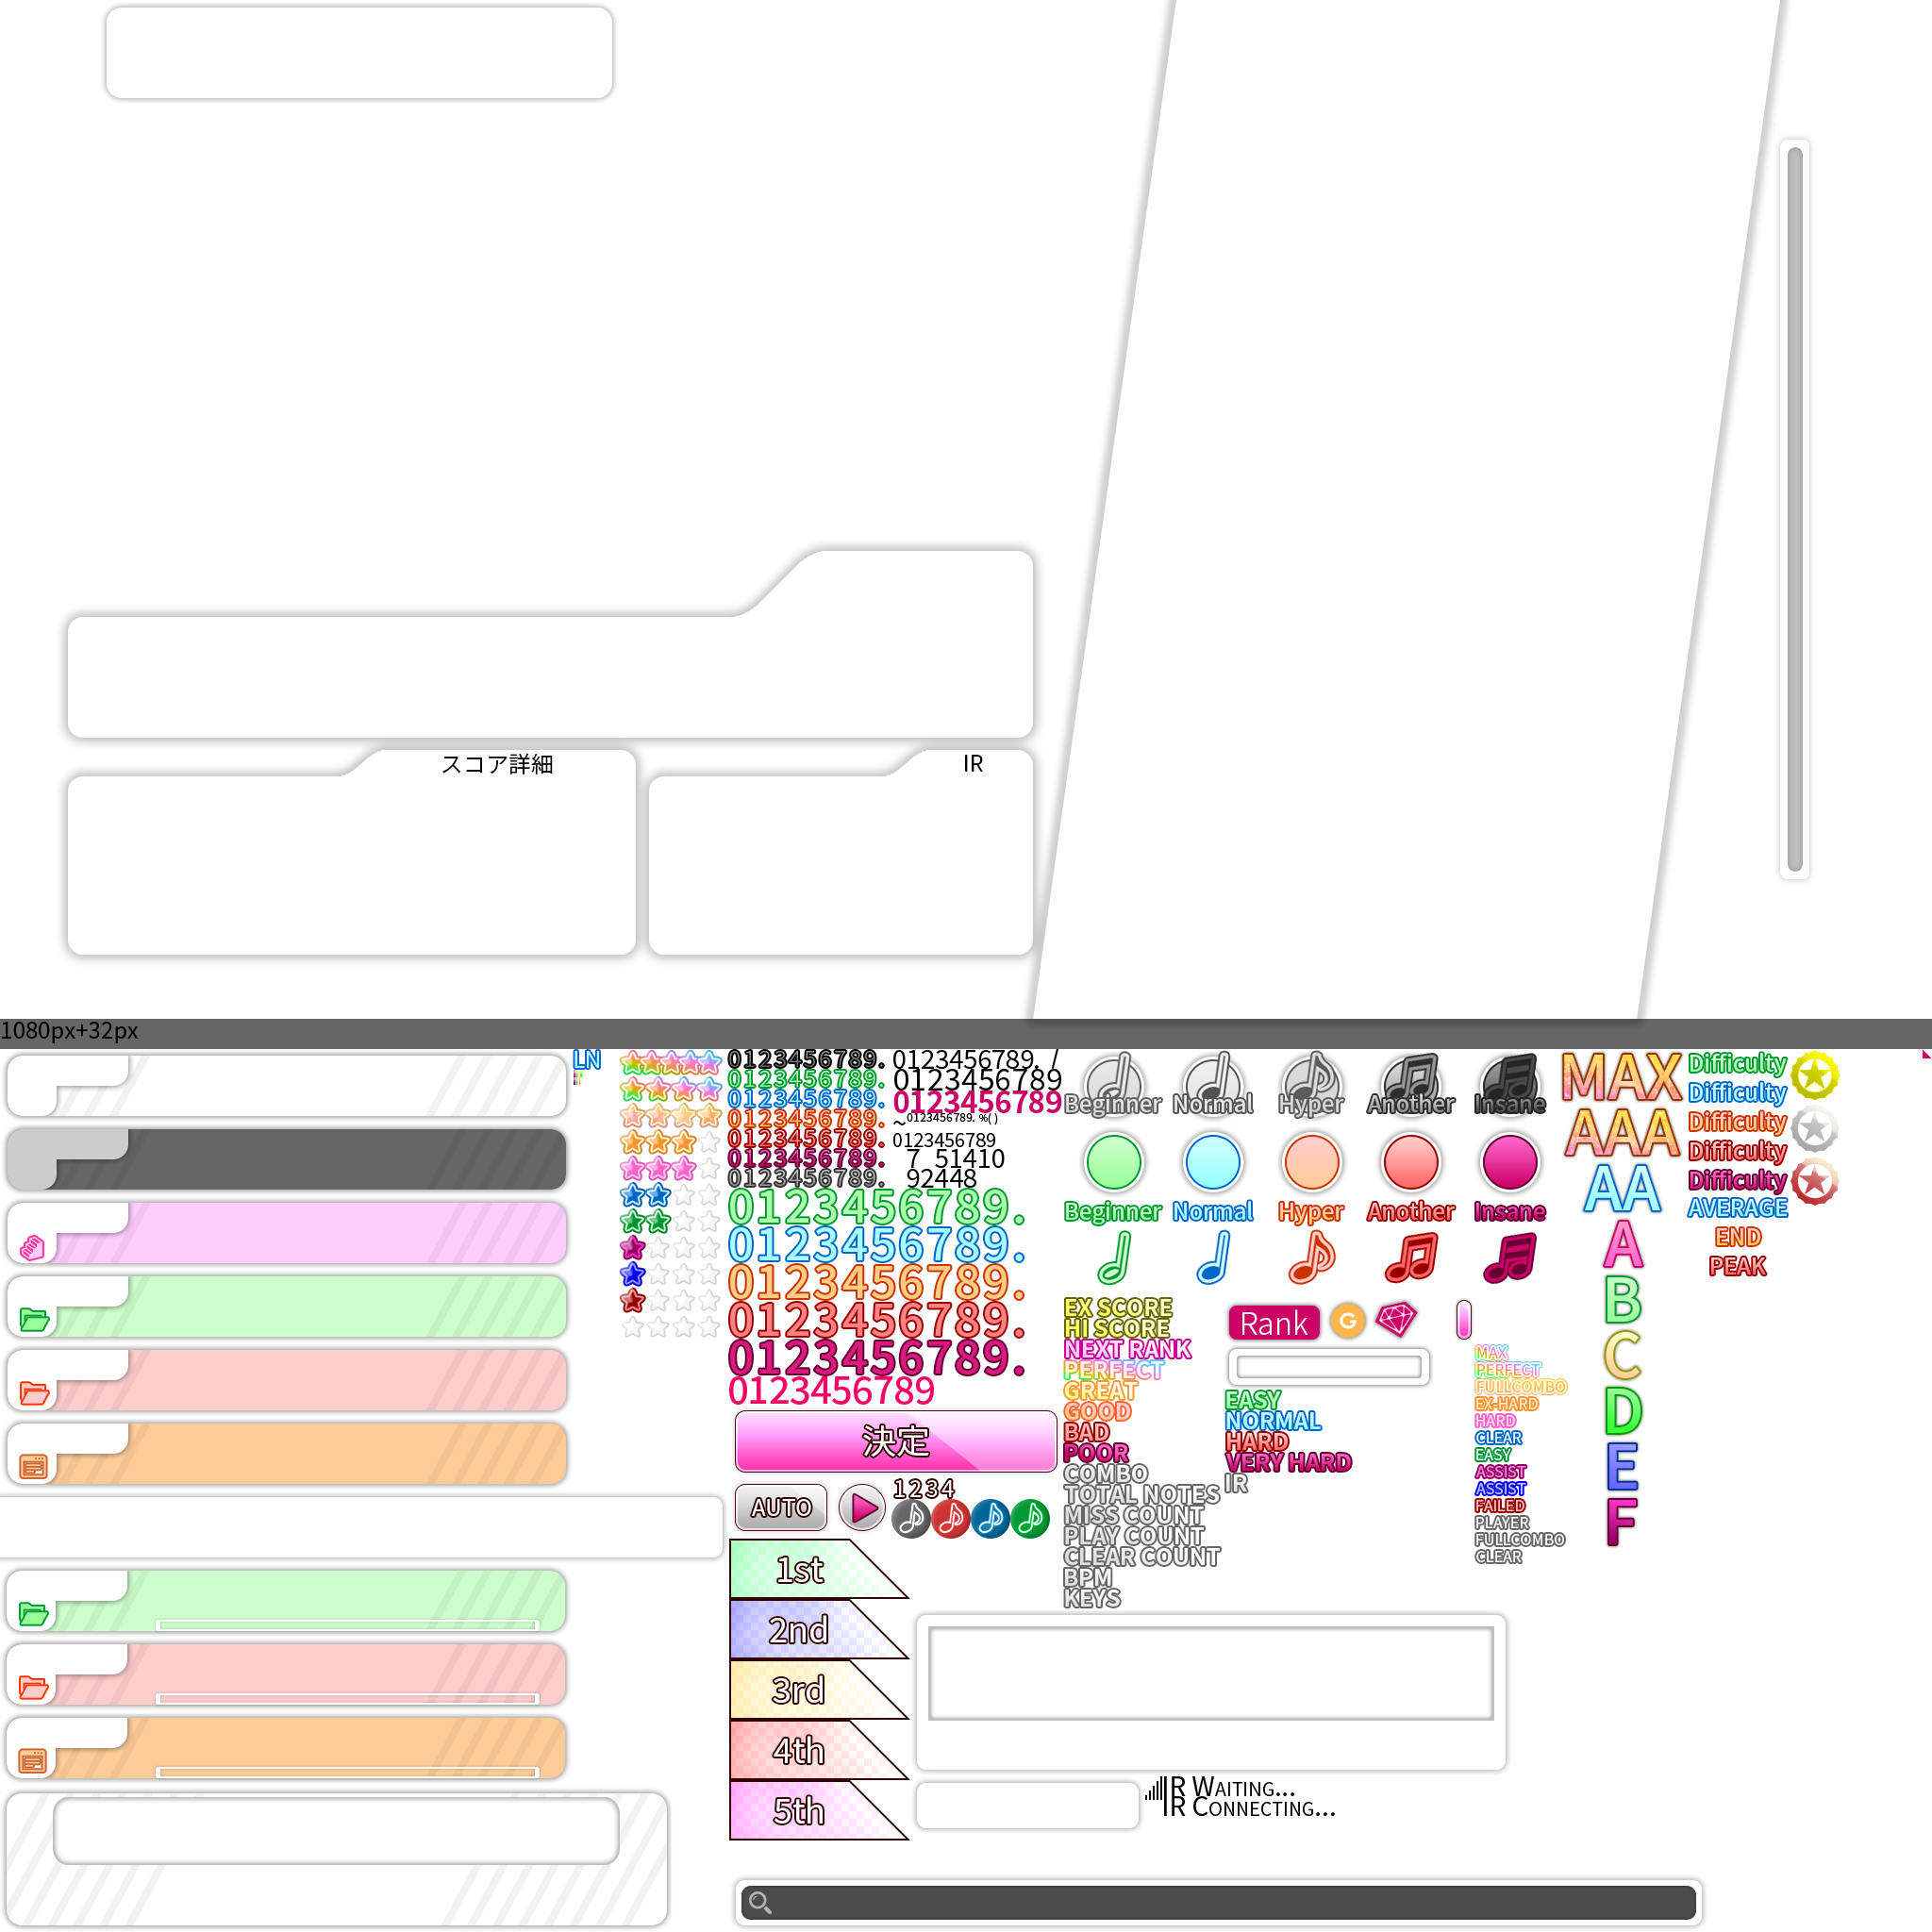 スコア詳細
IR
1080px+32px
LN
0123456789.
0123456789.
0123456789.
0123456789.
0123456789.
0123456789.
0123456789.
0123456789. /
0123456789
0123456789
~0123456789. %( )
0123456789
7 51410
92448
0123456789.
0123456789.
0123456789.
0123456789.
0123456789.
0123456789
決定
AUTO
1234
1st
2nd
3rd
4th
5th
Beginner Normal Hyper Another Insane
Beginner Normal Hyper Another Insane
EX SCORE
HI SCORE
NEXT RANK
PERFECT
GREAT
GOOD
BAD
POOR
COMBO
TOTAL NOTES
MISS COUNT
PLAY COUNT
CLEAR COUNT
BPM
KEYS
Rank
G
EASY
NORMAL
HARD
VERY HARD
IR
MAX
PERFECT
FULLCOMBO
EX-HARD
HARD
CLEAR
EASY
ASSIST
ASSIST
FAILED
PLAYER
FULLCOMBO
CLEAR
MAX
AAA
AA
A
B
C
D
E
F
Difficulty
Difficulty
Difficulty
Difficulty
Difficulty
AVERAGE
END
PEAK
IR WAITING...
IR CONNECTING...